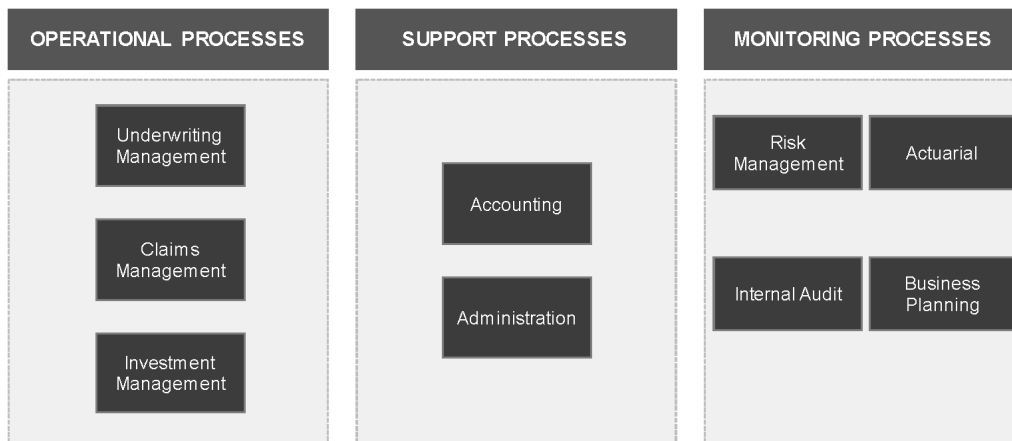 OPERATIONAL PROCESSES
Underwriting
Management
Claims
Management
Investment
Management
SUPPORT PROCESSES
Accounting
Administration
MONITORING PROCESSES
Risk
Management
Actuarial
Internal Audit
Business
Planning